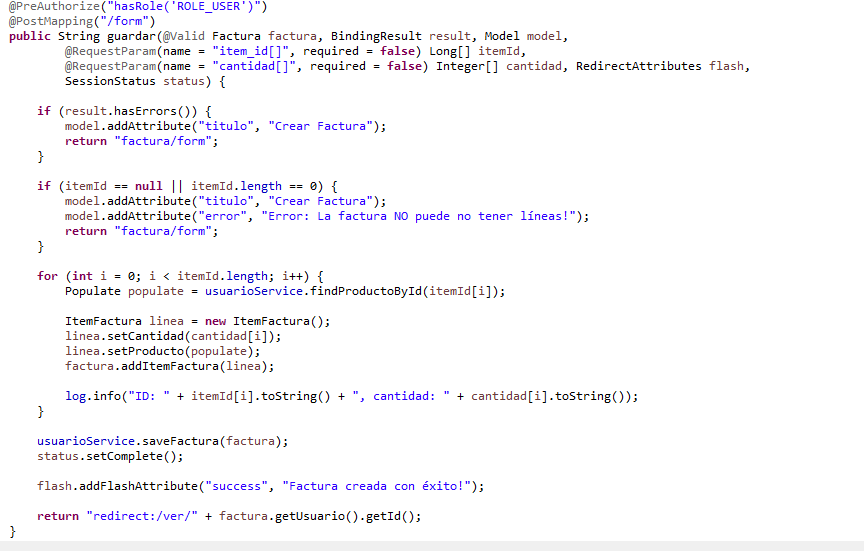 @PreAuthorize("hasRole('ROLE_USER')")
@PostMapping("/form")
public String guardar(@Valid Factura factura, BindingResult result, Model model,
@RequestParam(name = "item_id[]", required = false) Long[] itemId,
@RequestParam(name = "cantidad[]", required = false) Integer[] cantidad, RedirectAttributes flash,
SessionStatus status) {
if (result.hasErrors()) {
model.addAttribute("titulo", "Crear Factura");
return "factura/form";
}
if (itemId == null || itemId.length == 0) {
model.addAttribute("titulo", "Crear Factura");
model.addAttribute("error", "Error: La factura NO puede no tener líneas!");
return "factura/form";
}
for (int i = 0; i < itemId.length; i++) {
Populate populate = usuarioService.findProductoById(itemId[i]);
ItemFactura linea = new ItemFactura();
linea.setCantidad(cantidad[i]);
linea.setProducto(populate);
factura.addItemFactura(linea);
log.info("ID: " + itemId[i].toString() + ", cantidad: " + cantidad[i].toString());
}
usuarioService.saveFactura(factura);
status.setComplete();
flash.addFlashAttribute("success", "Factura creada con éxito!");
return "redirect:/ver/" + factura.getUsuario().getId();
}